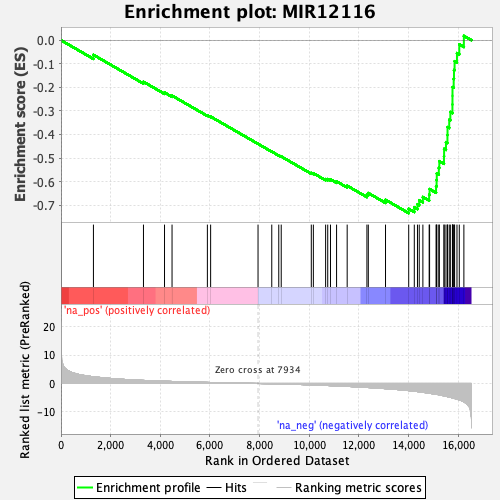 Enrichment plot: MIR12116
Enrichment score (ES)
0.0
-0.1
-0.2
-0.3
-0.4
-0.5
-0.6
-0.7
'na_pos' (positively correlated)
Ranked list metric (PreRanked)
20
10
0
-10
Zero cross at 7934
'na_neg' (negatively correlated)
0
2,000
4,000
6,000
8,000
10,000
12,000
14,000
16,000
Rank in Ordered Dataset
Enrichment profile
Hits
Ranking metric scores